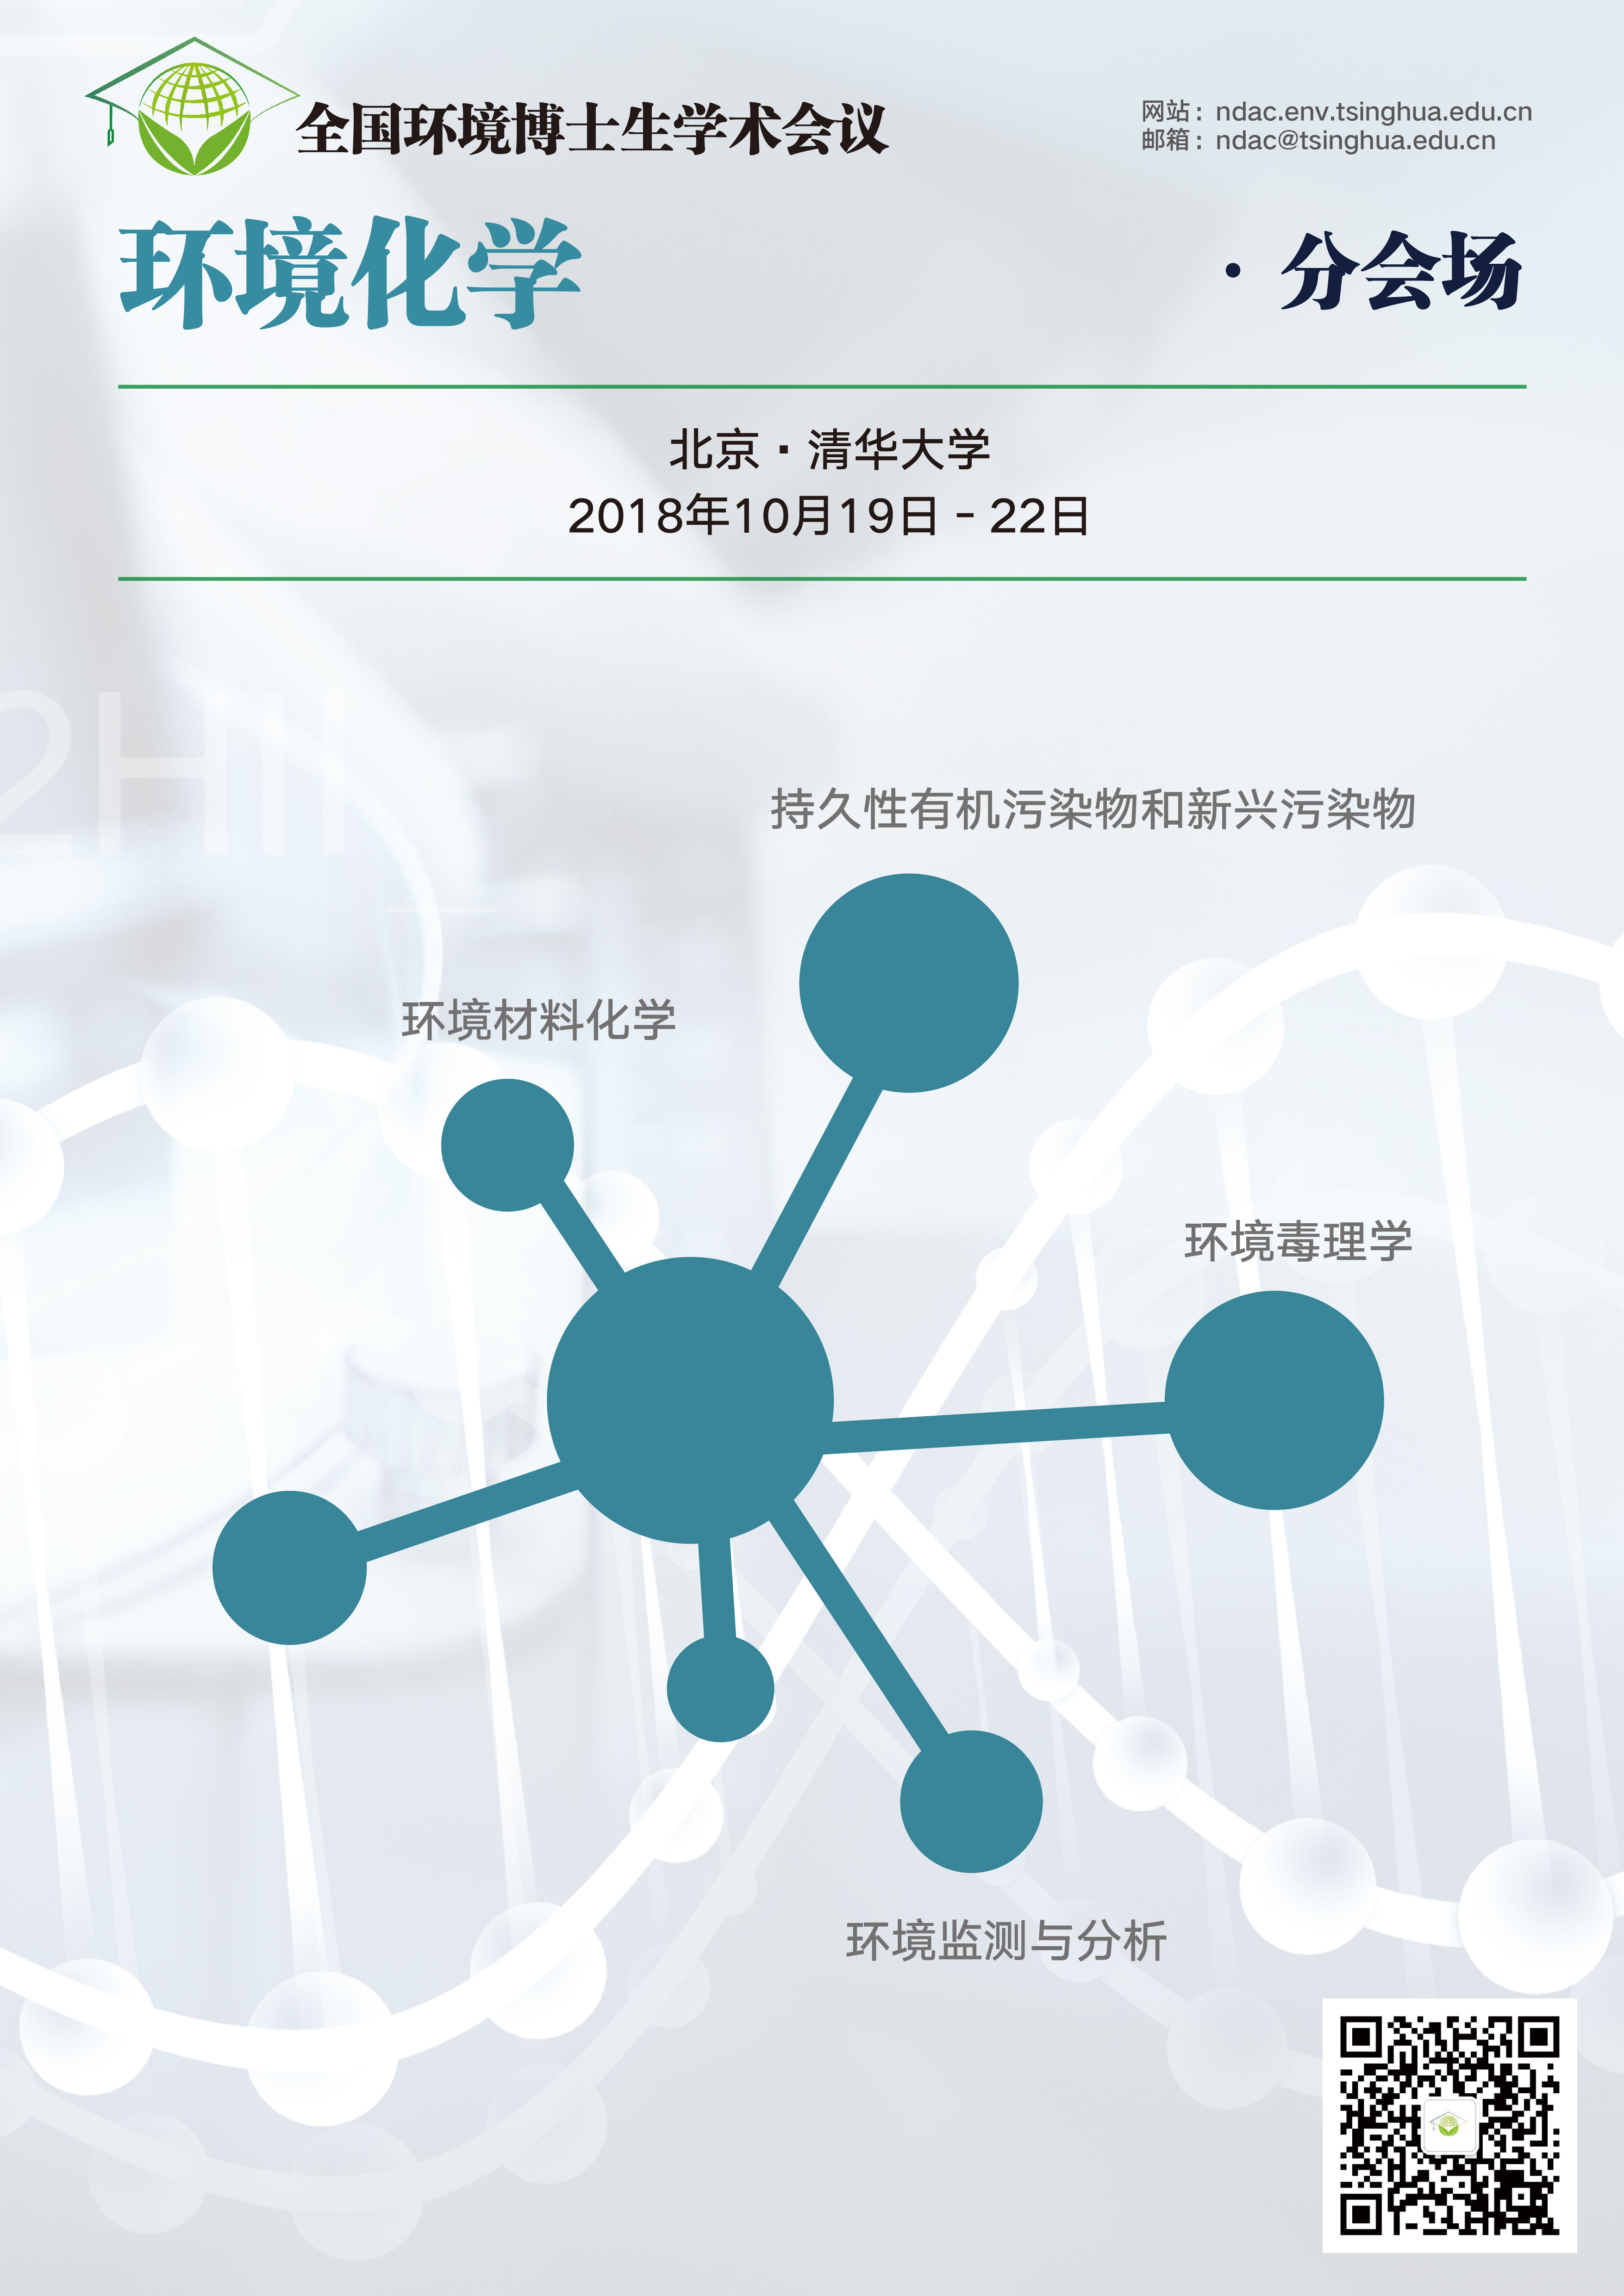 全国环境博士生学术会议
网站：ndac.env.tsinghua.edu.cn
邮箱：ndac@tsinghua.edu.cn
环境化学
· 分会场
北京·清华大学
2018年10月19日 - 22日
2HII
持久性有机污染物和新兴污染物
环境材料化学
环境毒理学
环境监测与分析